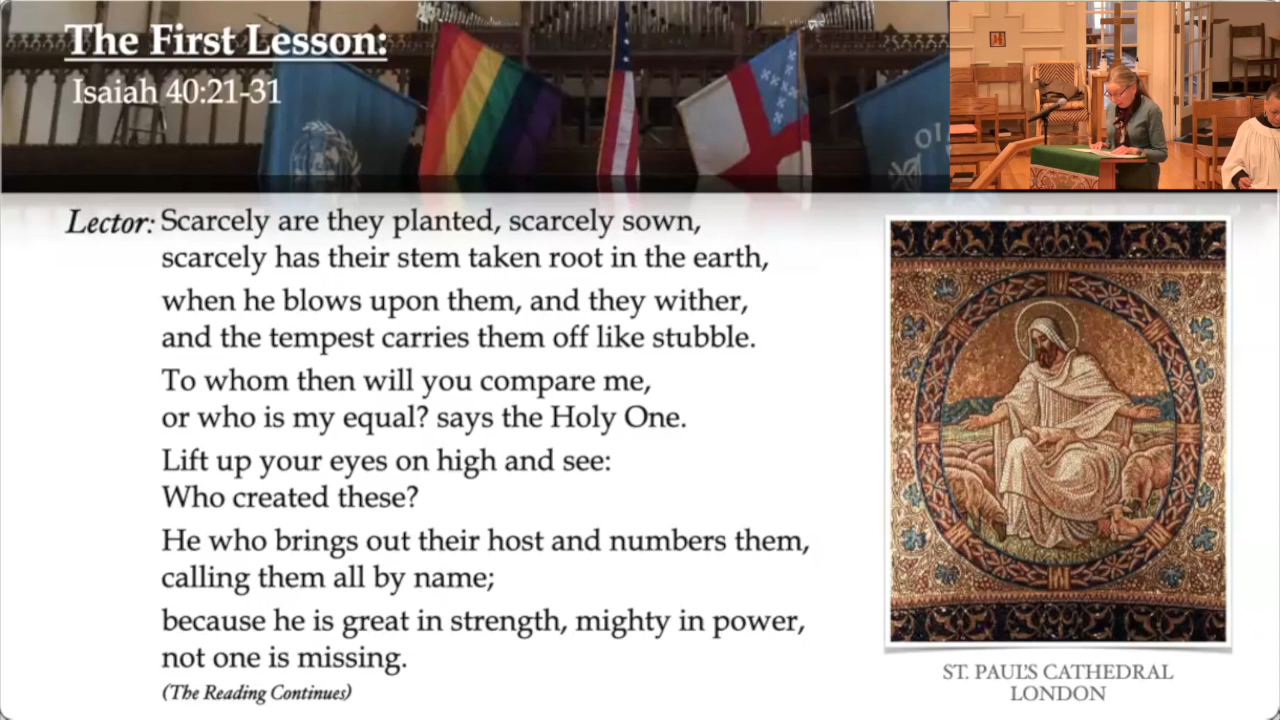 The First Lesson:
Isaiah 40:21-31
Lector: Scarcely are they planted, scarcely sown,
scarcely has their stem taken root in the earth,
when he blows upon them, and they wither,
and the tempest carries them off like stubble.
To whom then will you compare me,
or who is my equal? says the Holy One.
Lift up your eyes on high and see:
Who created these?
He who brings out their host and numbers them,
calling them all by name;
because he is great in strength, mighty in power,
not one is missing.
(The Reading Continues)
ST. PAUL'S CATHEDRAL
LONDON